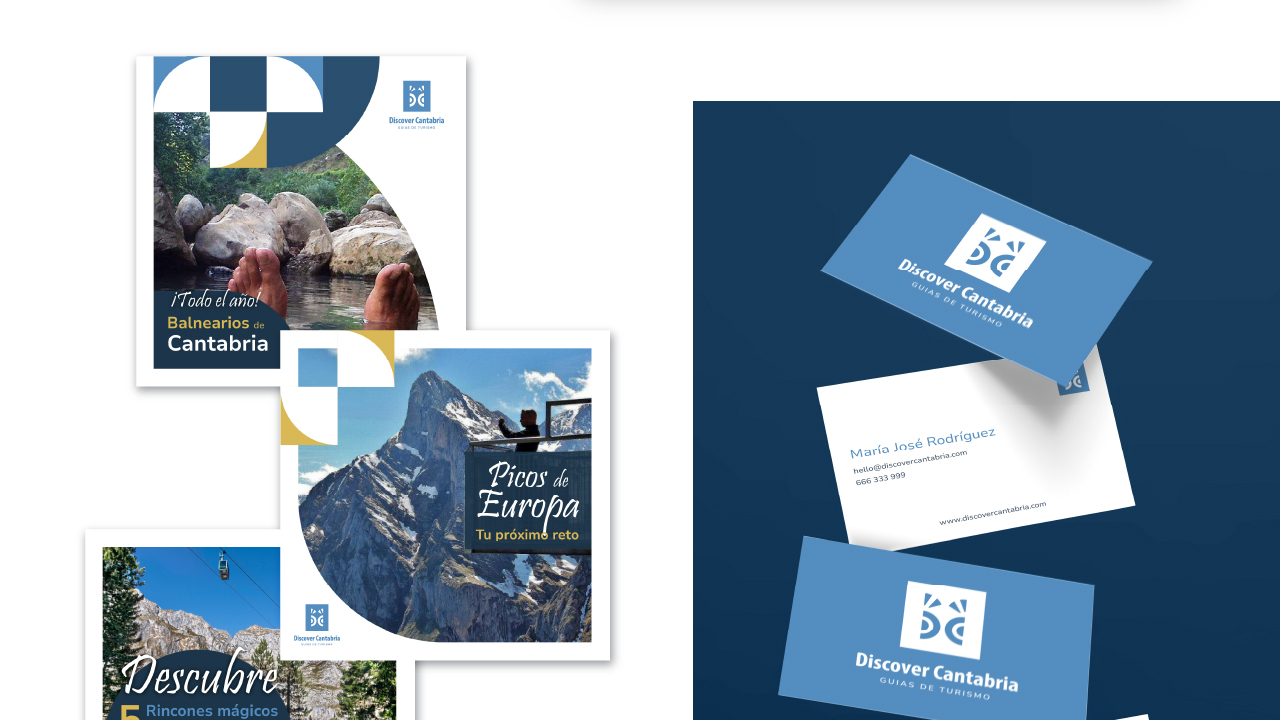 Discover Cantabria
GUIAS DE TURISMO
¡Todo el año!
Balnearios de
Cantabria
Picos de
Europa
Tu próximo reto
Discover Cantabria
GUIAS DE TURISMO
Descubre
5 Rincones mágicos
Discover Cantabria
GUIAS DE TURISMO
María José Rodríguez
hello@discovercantabria.com
666 333 999
www.discovercantabria.com
Discover Cantabria
GUIAS DE TURISMO